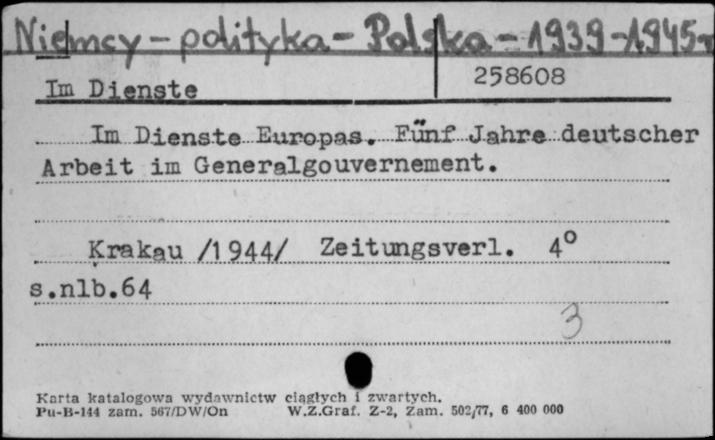 Niemcy - polityka - Polska - 1939-1945 r
258608
Im Dienste
Im Dienste Europas. Fünf Jahre deutscher
Arbeit im Generalgouvernement.
Krakau /1944/ Zeitungsverl. 4°
s.nlb.64
3
Karta katalogowa wydawnictw ciągłych i zwartych.
Pu-B-144 zam. 567/DW/On W.Z.Graf. Z-2, Zam. 502/77, 6 400 000